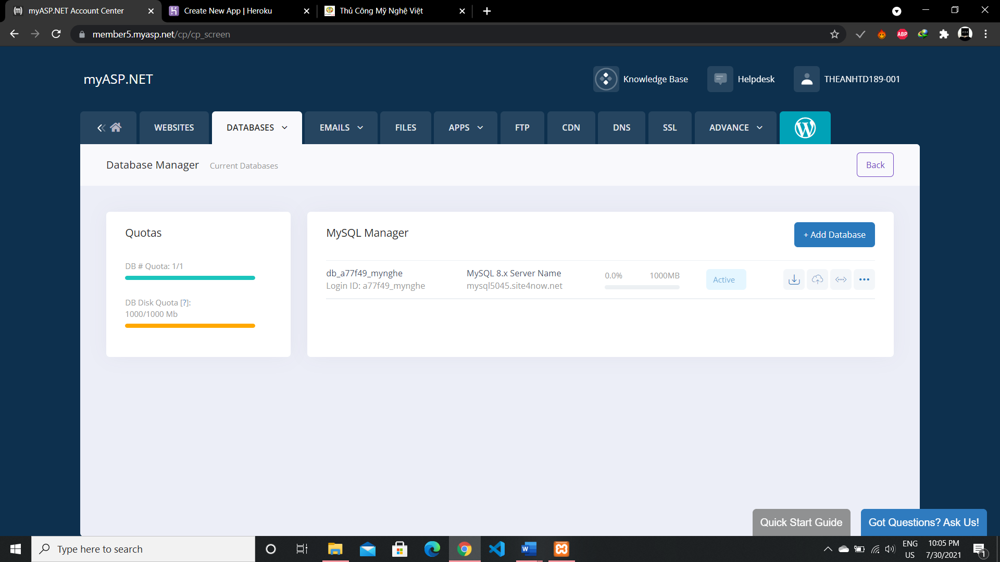 myASP.NET Account Center
Create New App | Heroku
Thủ Công Mỹ Nghệ Việt
member5.myasp.net/cp/cp_screen
ABP
myASP.NET
Knowledge Base
Helpdesk
THEANHTD189-001
WEBSITES
DATABASES
EMAILS
FILES
APPS
FTP
CDN
DNS
SSL
ADVANCE
Database Manager
Current Databases
Back
Quotas
DB # Quota: 1/1
DB Disk Quota [?]:
1000/1000 Mb
MySQL Manager
+ Add Database
db_a77f49_mynghe
Login ID: a77f49_mynghe
MySQL 8.x Server Name
mysql5045.site4now.net
0.0%
1000MB
Active
Quick Start Guide
Got Questions? Ask Us!
Type here to search
ENG
US
10:05 PM
7/30/2021
1